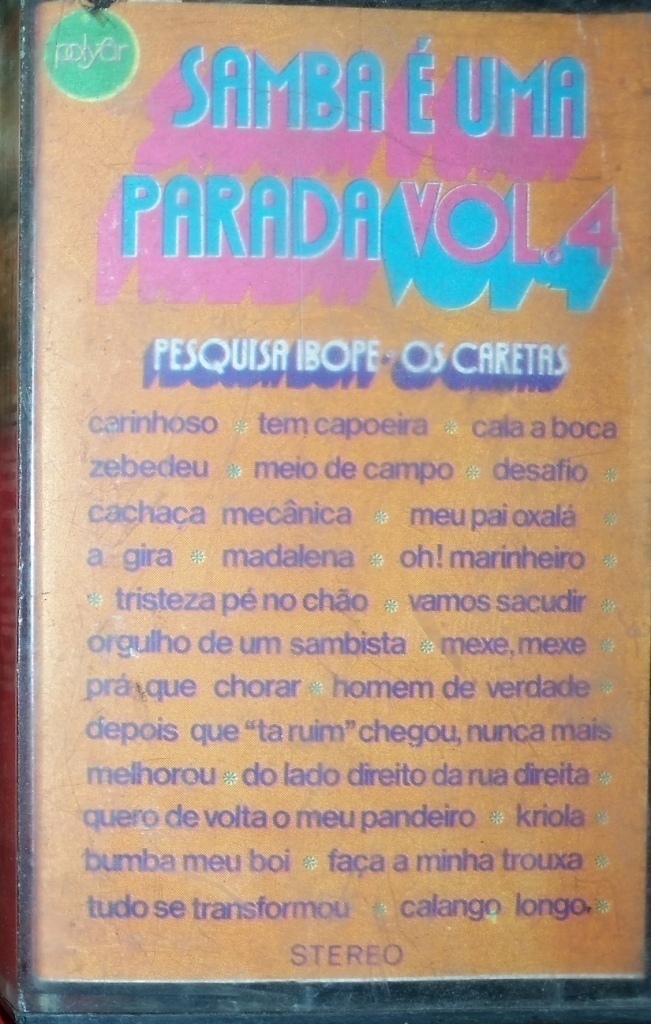 polydr
SAMBA É UMA
PARADA VOL. 4
PESQUISA IBOPE - OS CARETAS
carinhoso * tem capoeira * cala a boca
zebedeu * meio de campo * desafio *
cachaça mecânica * meu pai oxalá *
a gira * madalena * oh! marinheiro *
* tristeza pé no chão * vamos sacudir *
orgulho de um sambista * mexe, mexe *
prá que chorar * homem de verdade *
depois que "ta ruim" chegou, nunca mais
melhorou * do lado direito da rua direita *
quero de volta o meu pandeiro * kriola *
bumba meu boi * faça a minha trouxa *
tudo se transformou * calango longo. *
STEREO